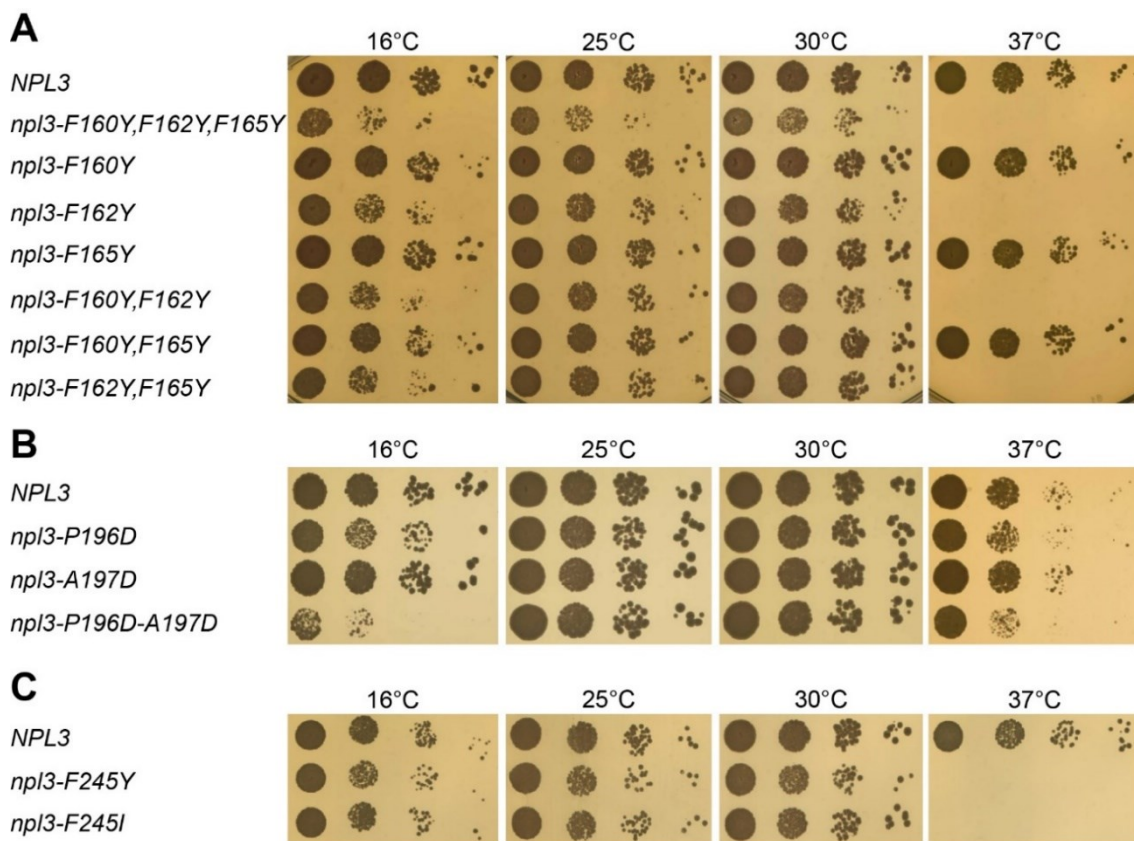 A
16°C 25°C 30°C 37°C
NPL3
npl3-F160Y,F162Y,F165Y
npl3-F160Y
npl3-F162Y
npl3-F165Y
npl3-F160Y,F162Y
npl3-F160Y,F165Y
npl3-F162Y,F165Y
B
16°C 25°C 30°C 37°C
NPL3
npl3-P196D
npl3-A197D
npl3-P196D-A197D
C
16°C 25°C 30°C 37°C
NPL3
npl3-F245Y
npl3-F245I